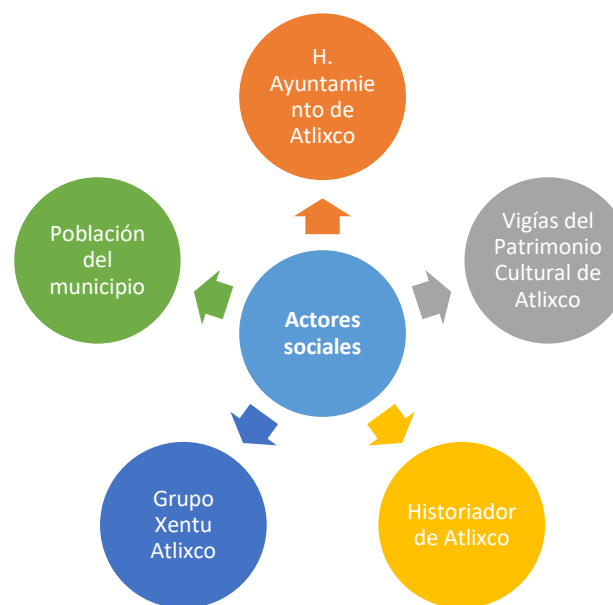 H.
Ayuntamie
nto de
Atlixco
Vigías del
Patrimonio
Cultural de
Atlixco
Historiador
de Atlixco
Grupo
Xentu
Atlixco
Población
del
municipio
Actores
sociales